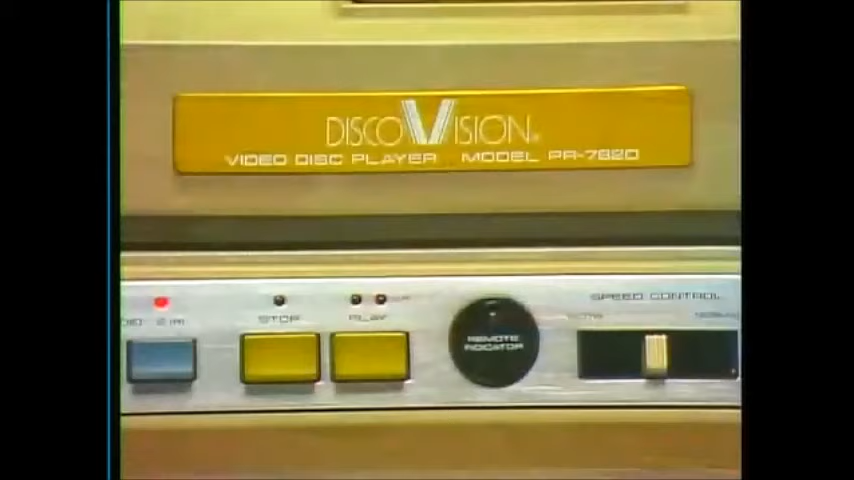 DISCOVISION
VIDEO DISC PLAYER MODEL PR-7820
SPEED CONTROL
STOP
PLAY
REMOTE
INDICATOR